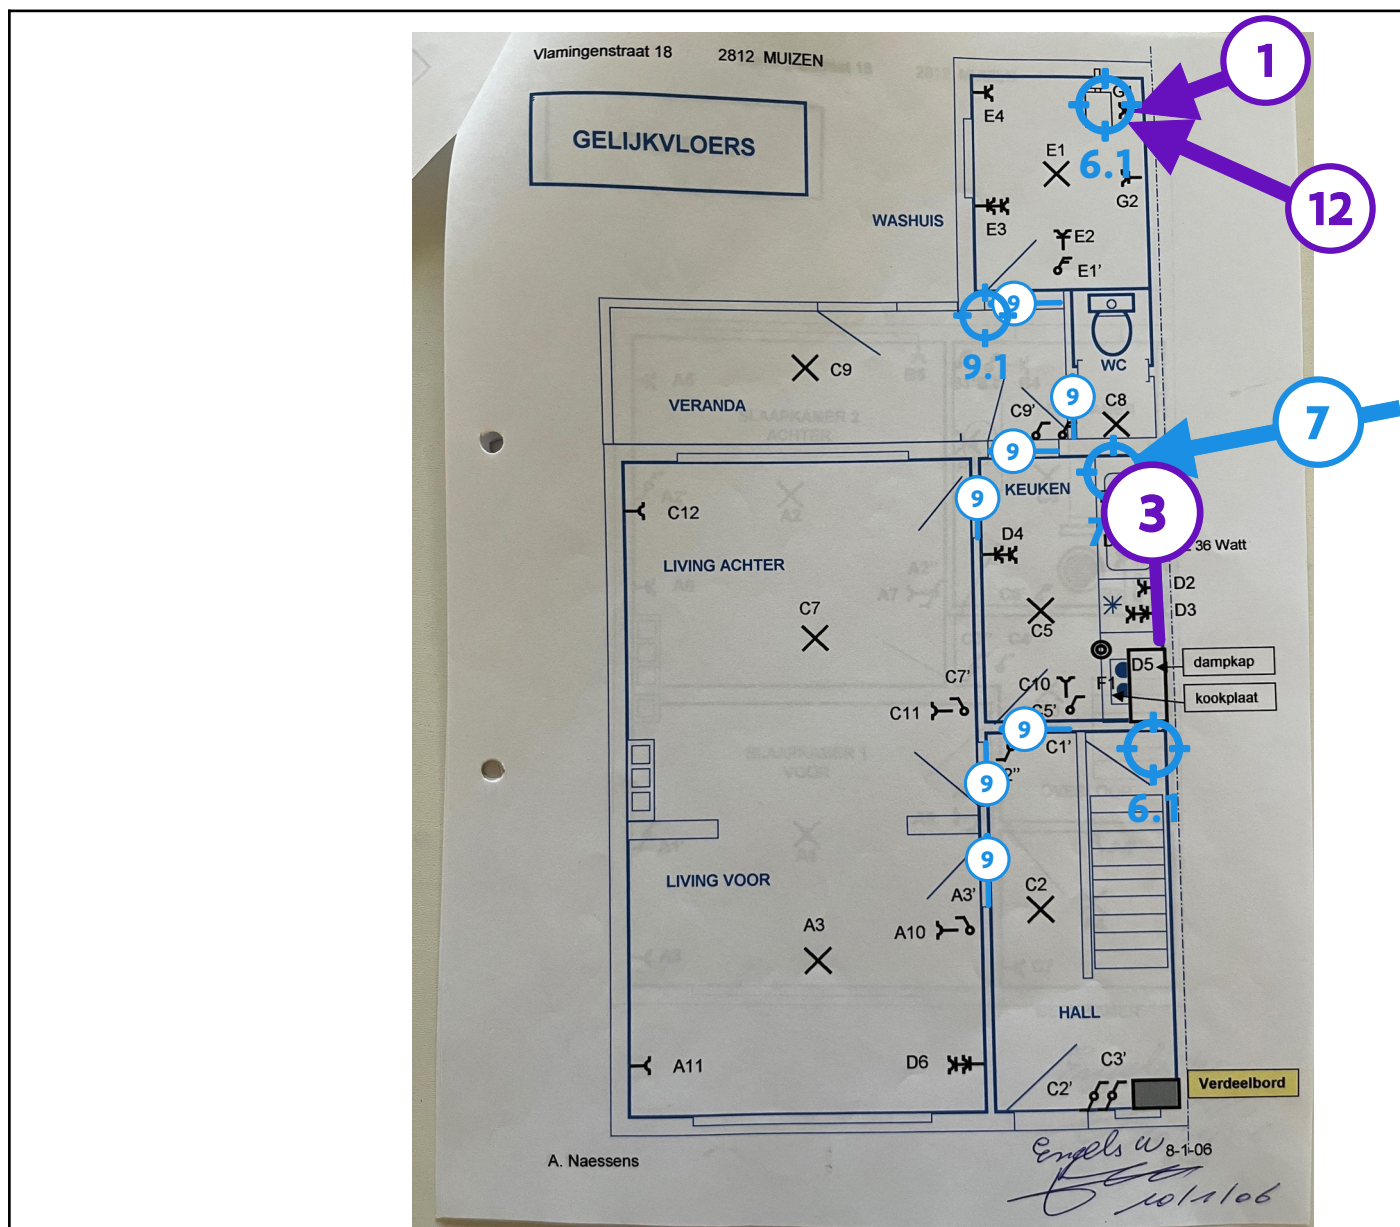 Vlamingenstraat 18 2812 MUIZEN
GELIJKVLOERS
1
12
G
E4
E1
6.1
G2
WASHUIS
E3
E2
E1'
9
9.1
WC
C9
VERANDA
9
C8
C9'
7
9
KEUKEN
9
3
C12
D4
36 Watt
LIVING ACHTER
D2
D3
C7
C5
D5
dampkap
C7'
C10
F1
kookplaat
C11
C5'
9
C1'
9
2''
6.1
9
LIVING VOOR
C2
A3'
A3
A10
HALL
C3'
A11
D6
C2'
Verdeelbord
A. Naessens
Engels W 8-1-06
10/1/06